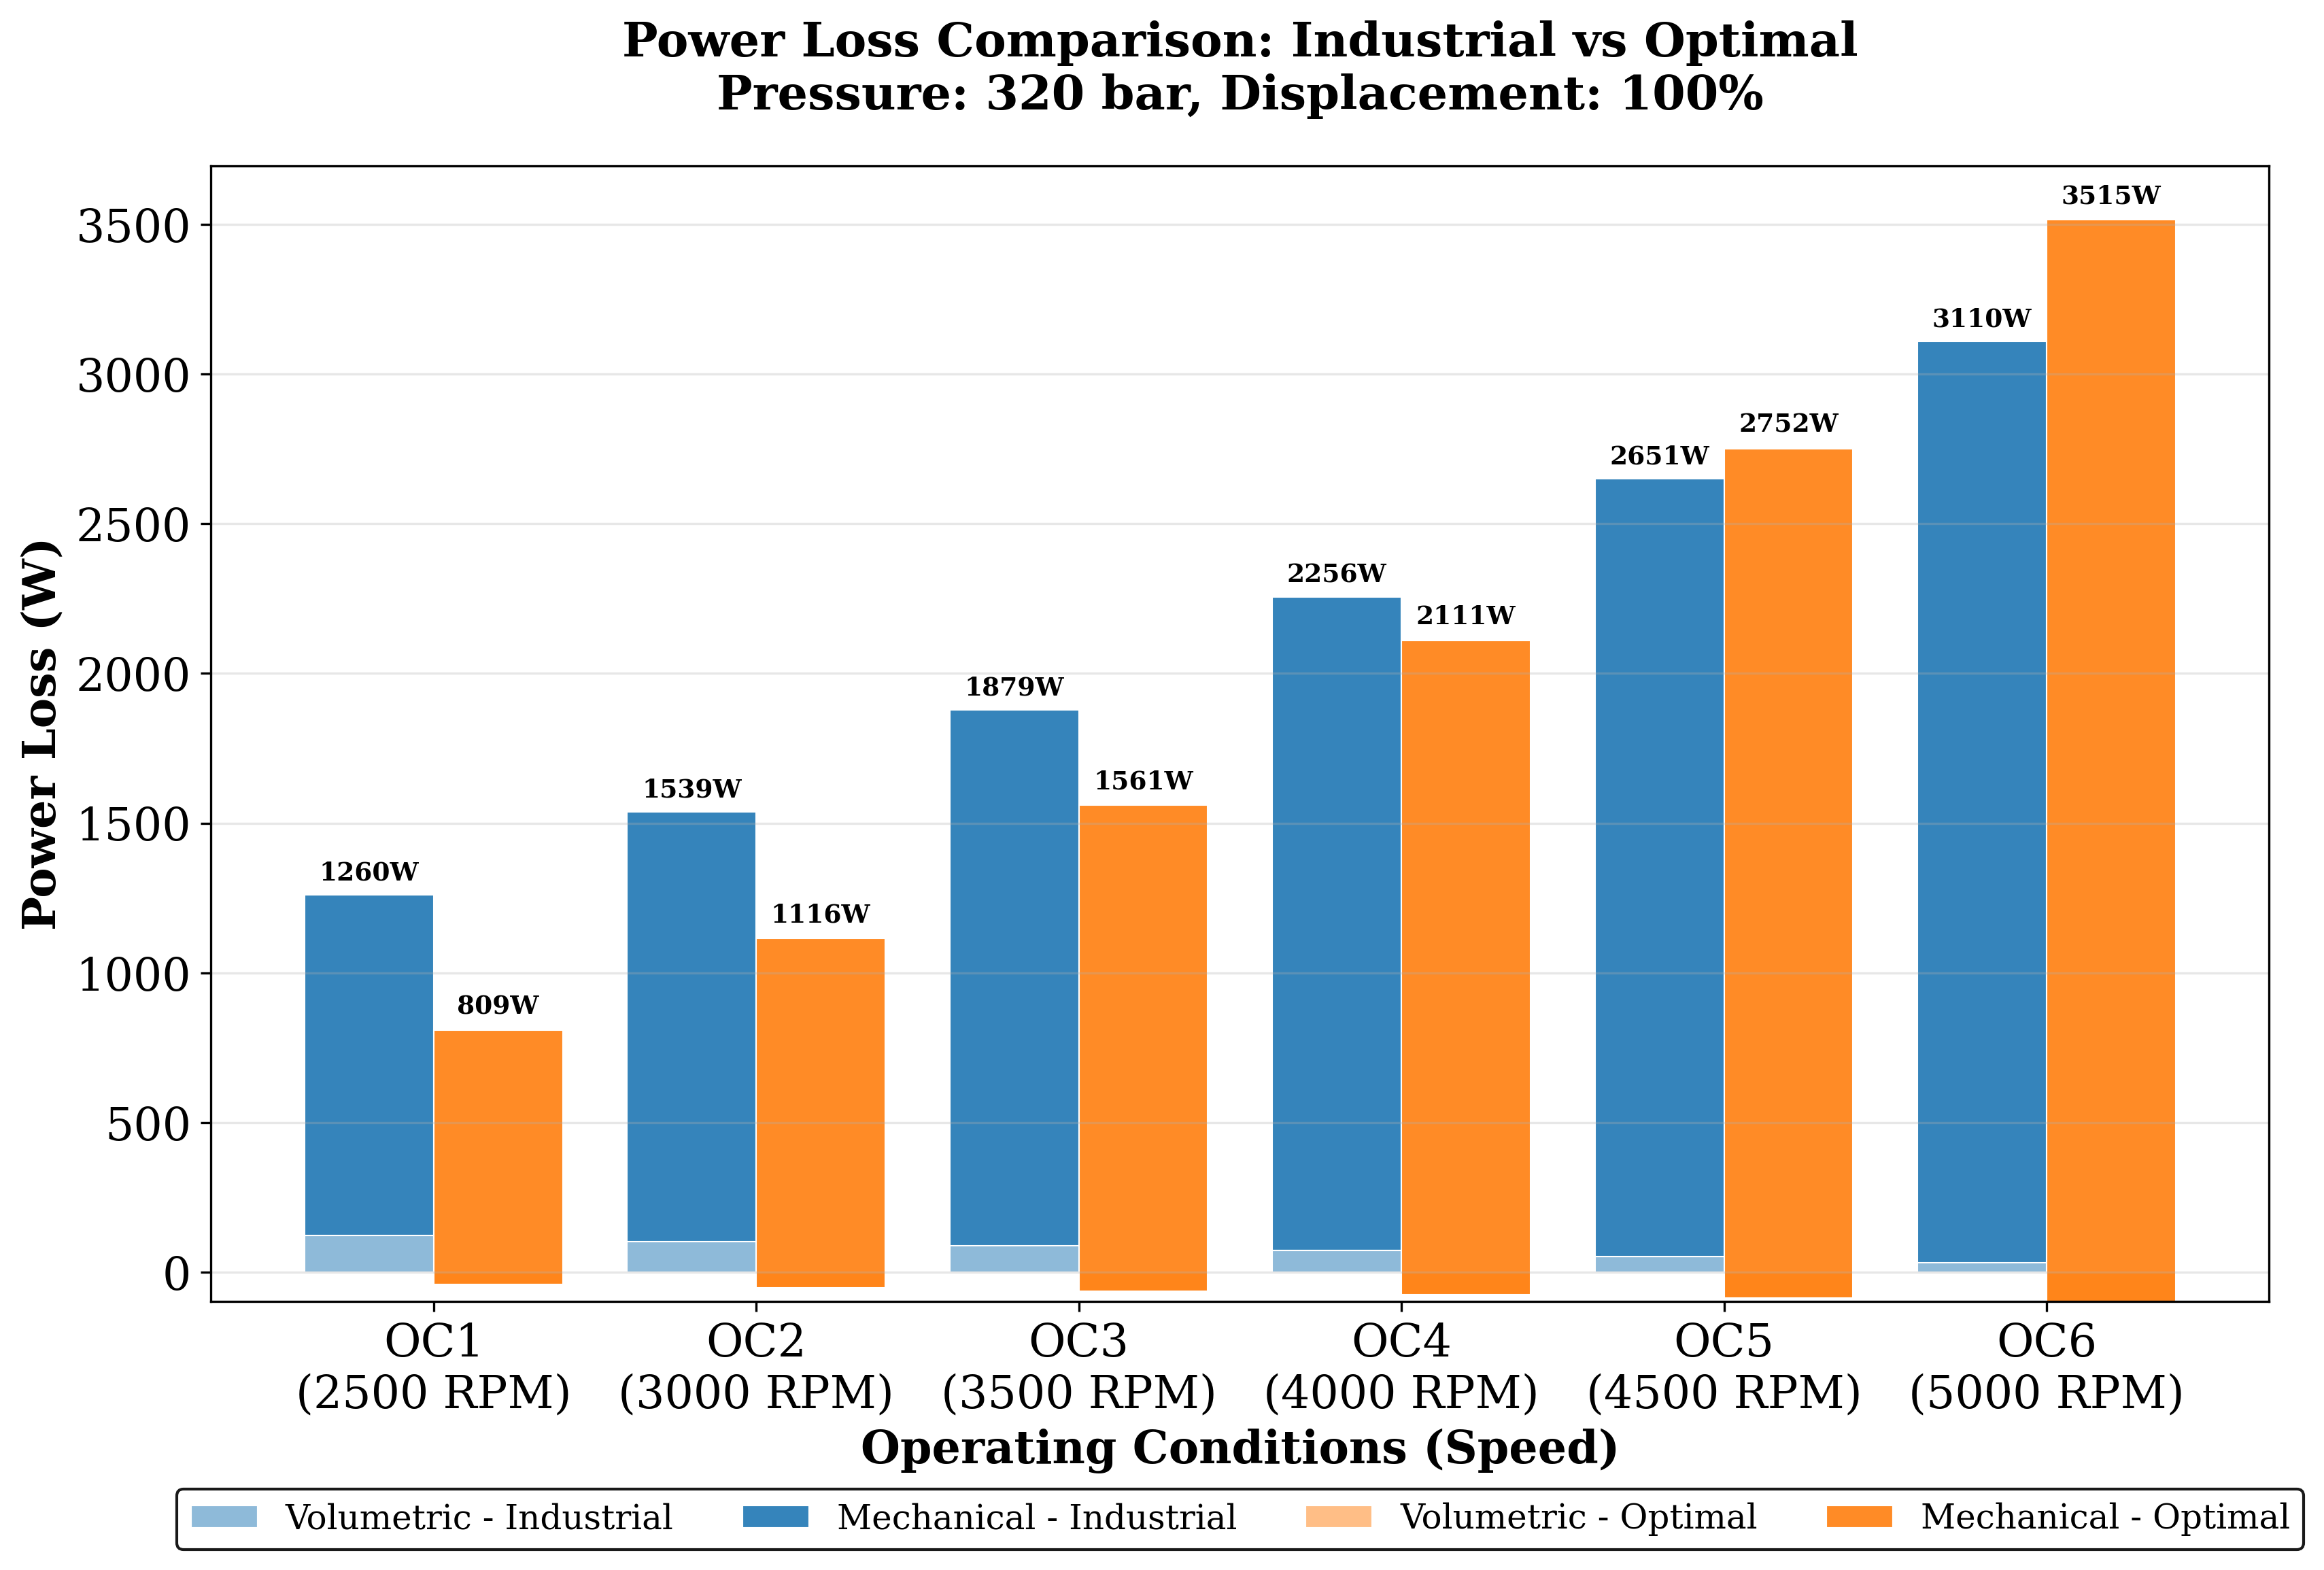 Power Loss Comparison: Industrial vs Optimal
Pressure: 320 bar, Displacement: 100%
Power Loss (W)
3500
3000
2500
2000
1500
1000
500
0
1260W
809W
1539W
1116W
1879W
1561W
2256W
2111W
2651W
2752W
3110W
3515W
OC1
(2500 RPM)
OC2
(3000 RPM)
OC3
(3500 RPM)
OC4
(4000 RPM)
OC5
(4500 RPM)
OC6
(5000 RPM)
Operating Conditions (Speed)
Volumetric - Industrial
Mechanical - Industrial
Volumetric - Optimal
Mechanical - Optimal